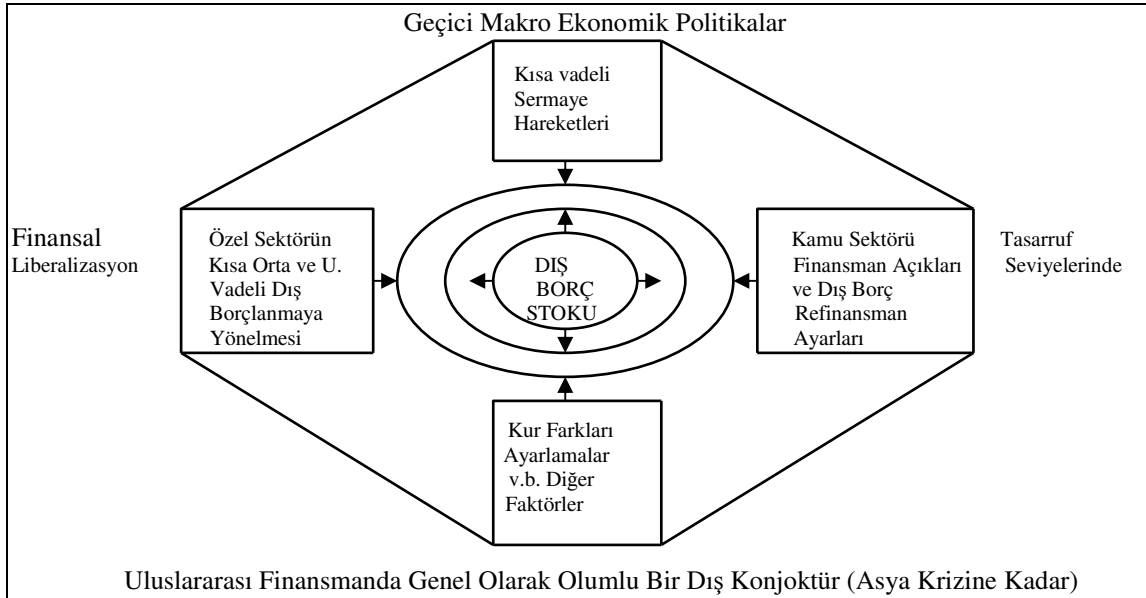 Geçici Makro Ekonomik Politikalar
Kısa vadeli
Sermaye
Hareketleri
Finansal
Liberalizasyon
Özel Sektörün
Kısa Orta ve U.
Vadeli Dış
Borçlanmaya
Yönelmesi
DIŞ
BORÇ
STOKU
Kamu Sektörü
Finansman Açıkları
ve Dış Borç
Refinansman
Ayarları
Tasarruf
Seviyelerinde
Kur Farkları
Ayarlamalar
v.b. Diğer
Faktörler
Uluslararası Finansmanda Genel Olarak Olumlu Bir Dış Konjoktür (Asya Krizine Kadar)